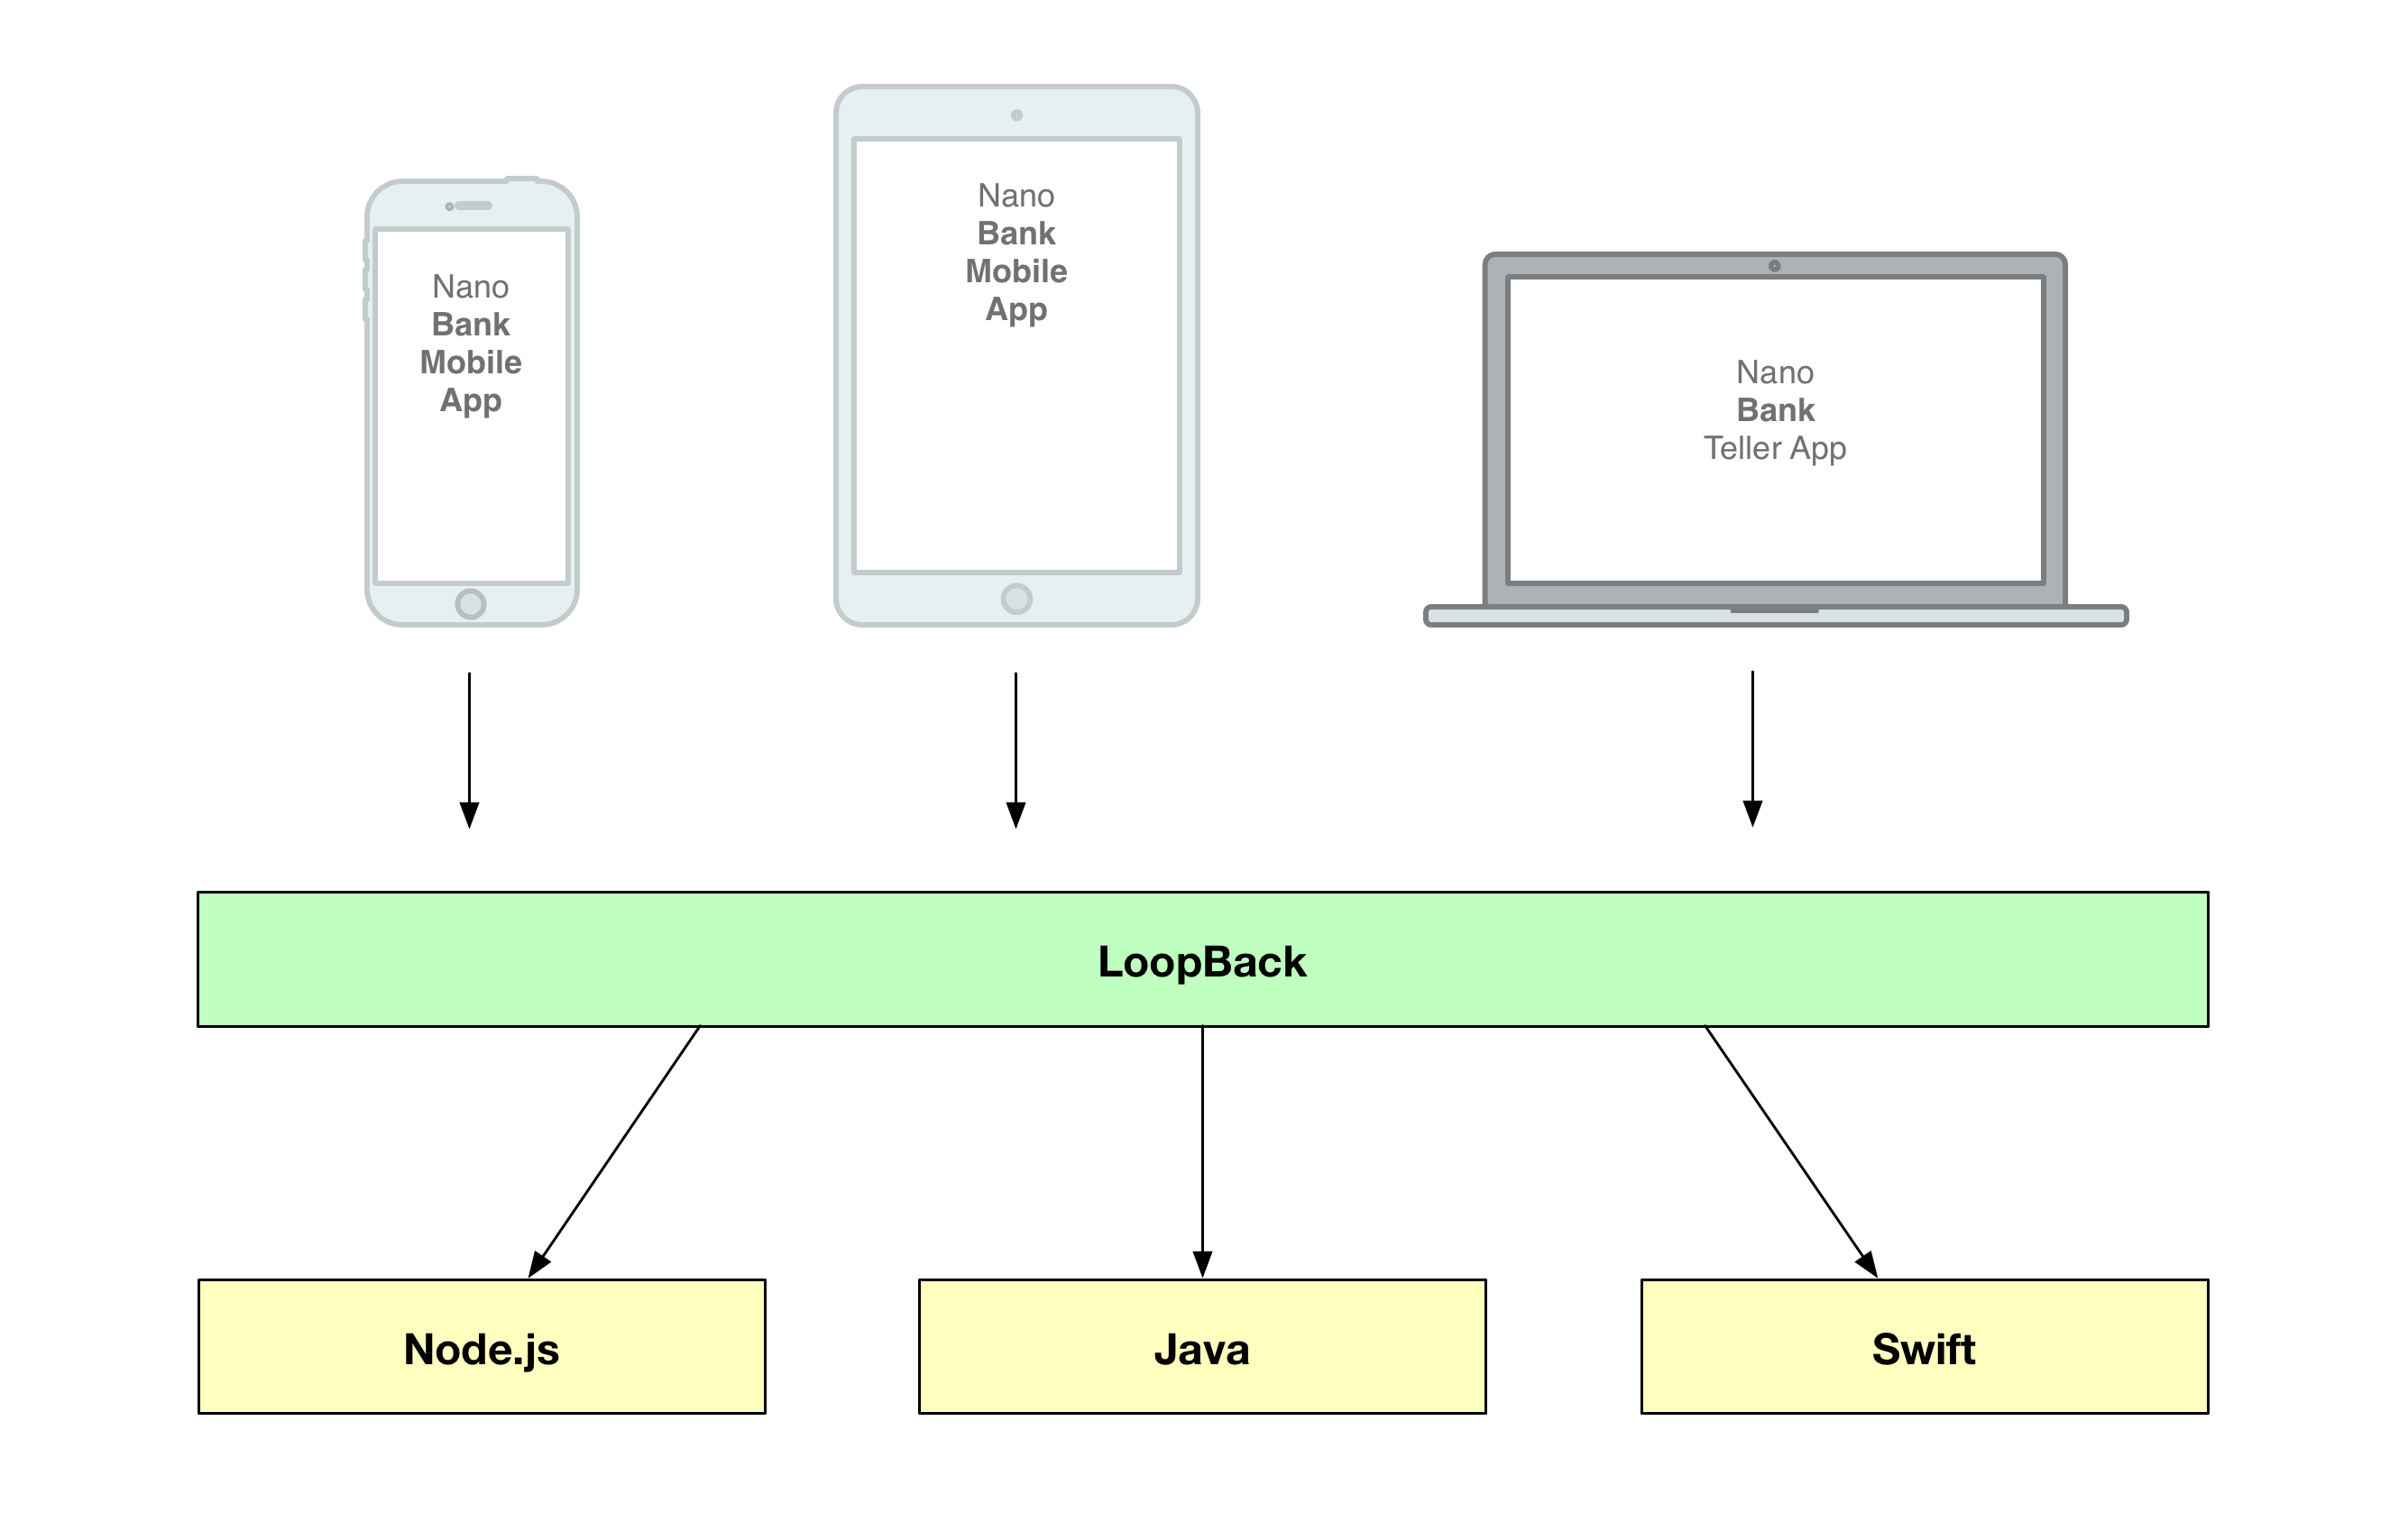 Nano
Bank
Mobile
App
Nano
Bank
Mobile
App
Nano
Bank
Teller App
LoopBack
Node.js
Java
Swift